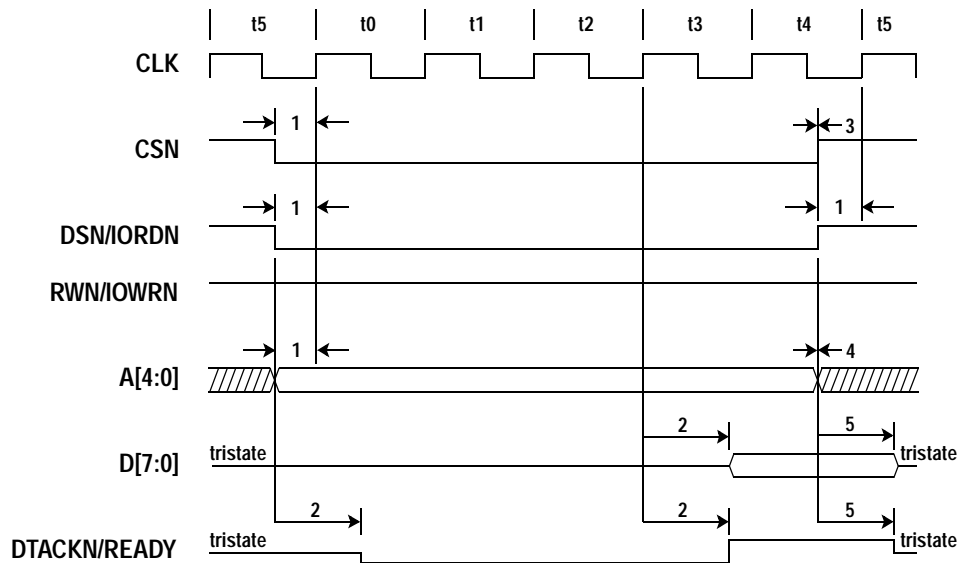 t5 t0 t1 t2 t3 t4 t5
CLK
1 3
CSN
1 1
DSN/IORDN
RWN/IOWRN
1 4
A[4:0]
2 5
tristate tristate
D[7:0]
2 2 5
tristate tristate
DTACKN/READY